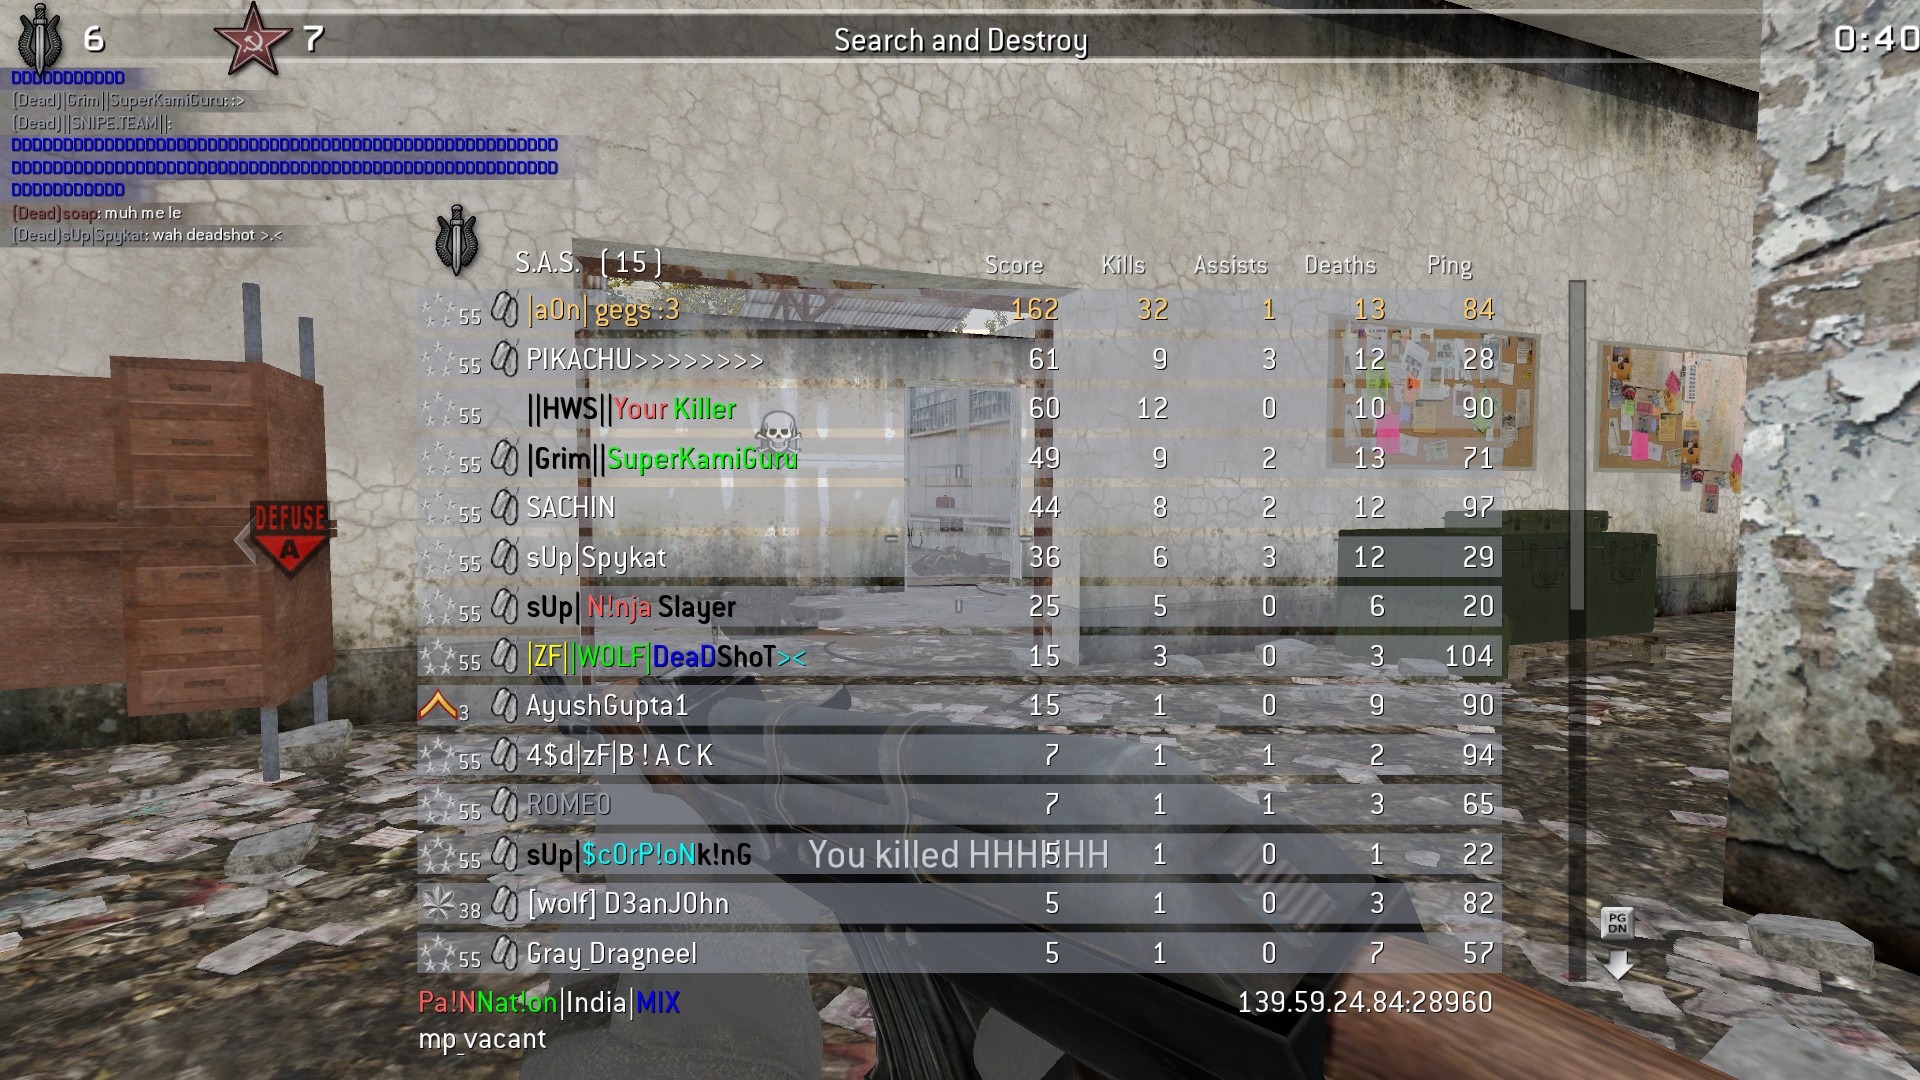 6 7 Search and Destroy 0:40
DDDDDDDDDDD
(Dead)|Grim||SuperKamiGuru: :>
(Dead)||SNIPE.TEAM||:
DDDDDDDDDDDDDDDDDDDDDDDDDDDDDDDDDDDDDDDDDDDDDDDDDDDDD
DDDDDDDDDDDDDDDDDDDDDDDDDDDDDDDDDDDDDDDDDDDDDDDDDDDDD
DDDDDDDDDDD
(Dead)soap: muh me le
(Dead)sUp|Spykat: wah deadshot >.<
S.A.S. ( 15 ) Score Kills Assists Deaths Ping
55 |aOn| gegs :3 162 32 1 13 84
55 PIKACHU>>>>>>>> 61 9 3 12 28
55 ||HWS||Your Killer 60 12 0 10 90
55 |Grim||SuperKamiGuru 49 9 2 13 71
55 SACHIN 44 8 2 12 97
DEFUSE
A
55 sUp|Spykat 36 6 3 12 29
55 sUp| N!nja Slayer 25 5 0 6 20
55 |ZF||WOLF|DeaDShoT>< 15 3 0 3 104
3 AyushGupta1 15 1 0 9 90
55 4$d|zF|B ! A C K 7 1 1 2 94
55 R0ME0 7 1 1 3 65
55 sUp|$cOrP!oNk!nG 5 1 0 1 22
You killed HHHHHH
38 [wolf] D3anJ0hn 5 1 0 3 82
55 Gray_Dragneel 5 1 0 7 57
PG
DN
Pa!NNat!on|India|MIX 139.59.24.84:28960
mp_vacant